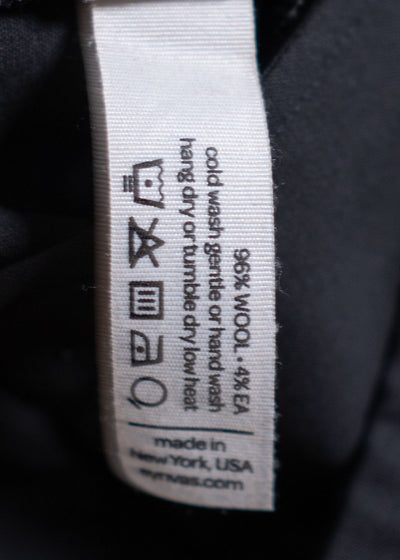 96% WOOL • 4% EA
cold wash gentle or hand wash
hang dry or tumble dry low heat
made in
New York, USA
eynvas.com